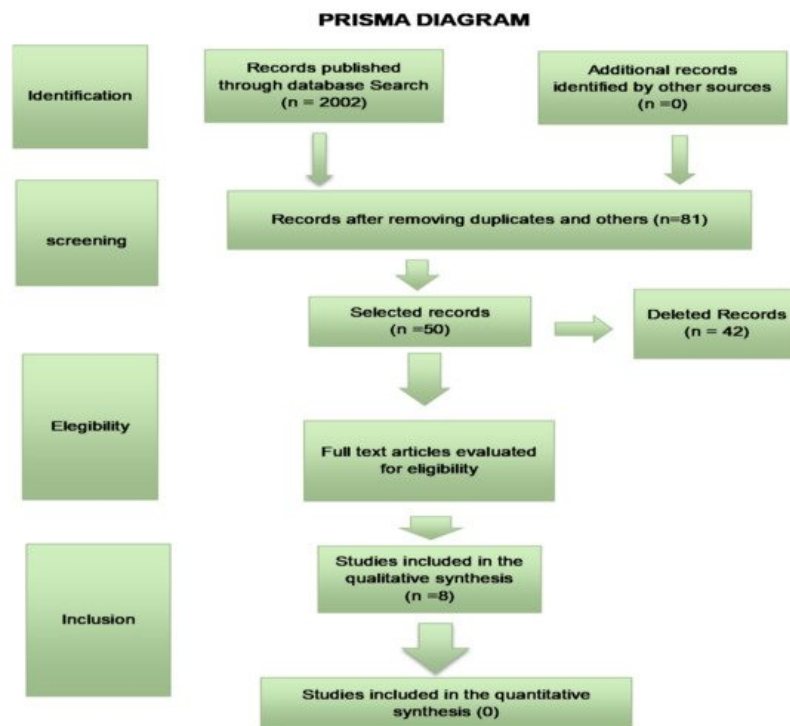 PRISMA DIAGRAM
Identification
Records published
through database Search
(n = 2002)
Additional records
identified by other sources
(n =0)
screening
Records after removing duplicates and others (n=81)
Selected records
(n =50)
Deleted Records
(n = 42)
Elegibility
Full text articles evaluated
for eligibility
Inclusion
Studies included in the
qualitative synthesis
(n =8)
Studies included in the quantitative
synthesis (0)